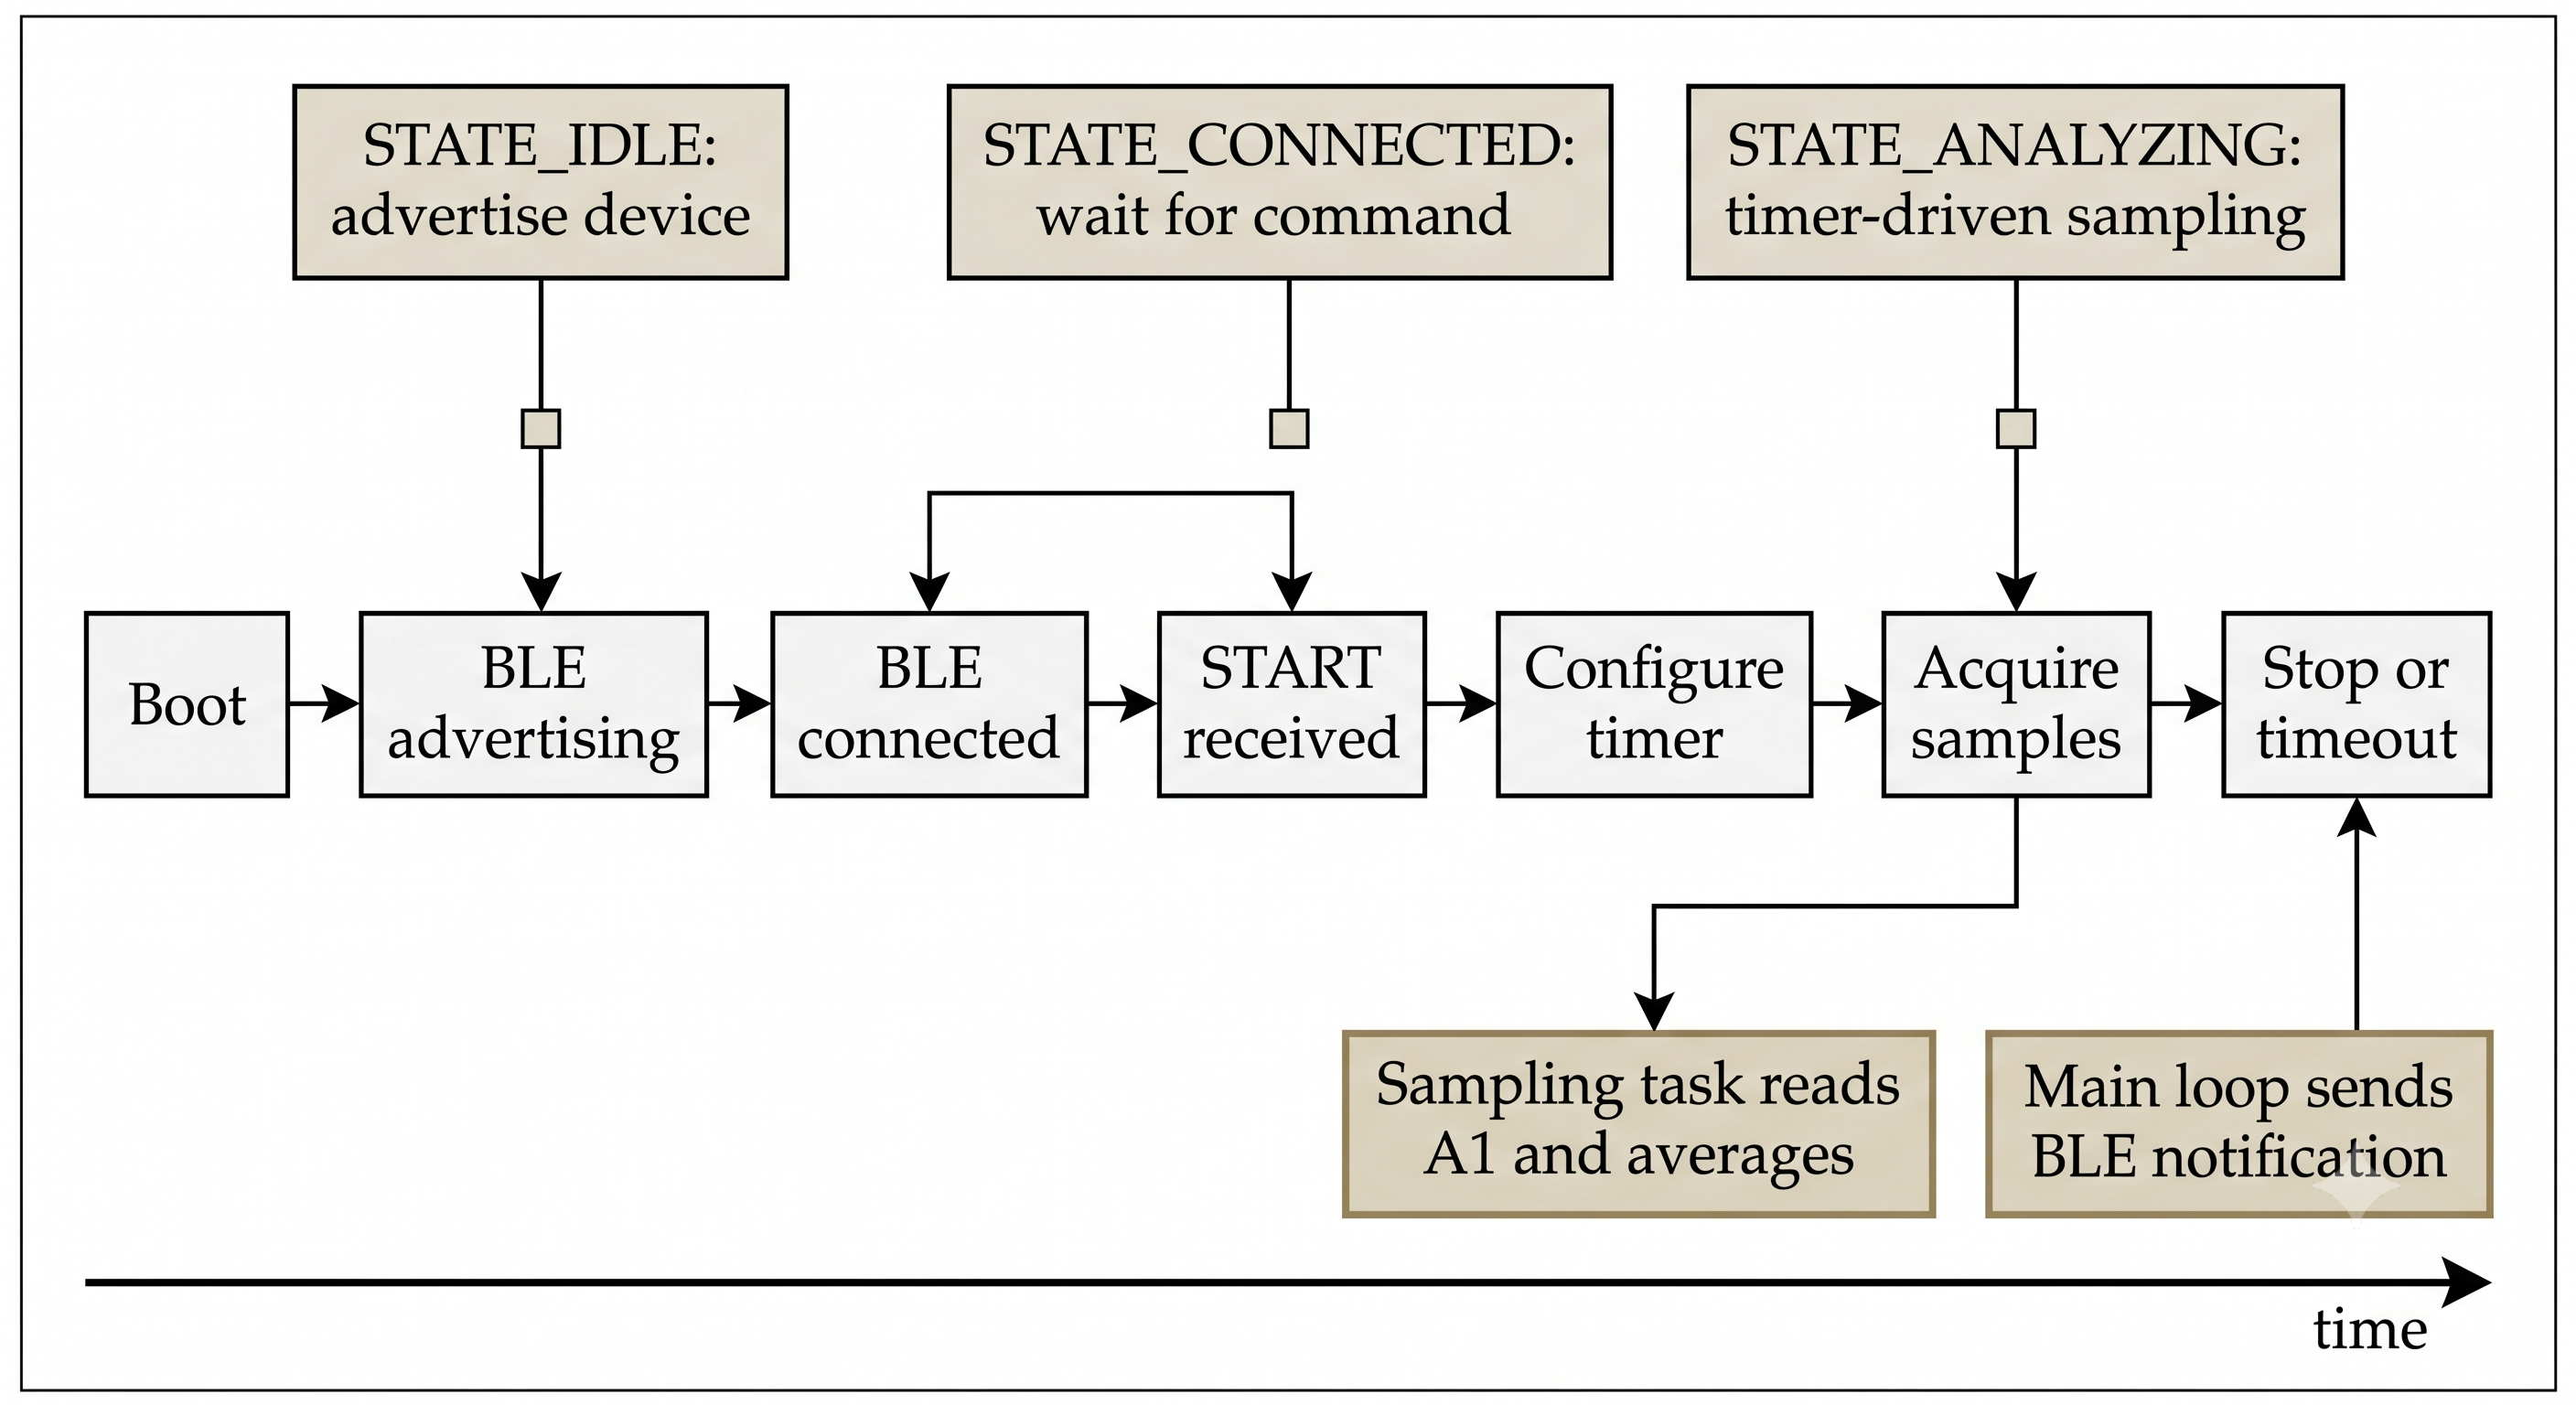 STATE_IDLE:
advertise device
STATE_CONNECTED:
wait for command
STATE_ANALYZING:
timer-driven sampling
Boot
BLE
advertising
BLE
connected
START
received
Configure
timer
Acquire
samples
Stop or
timeout
Sampling task reads
A1 and averages
Main loop sends
BLE notification
time